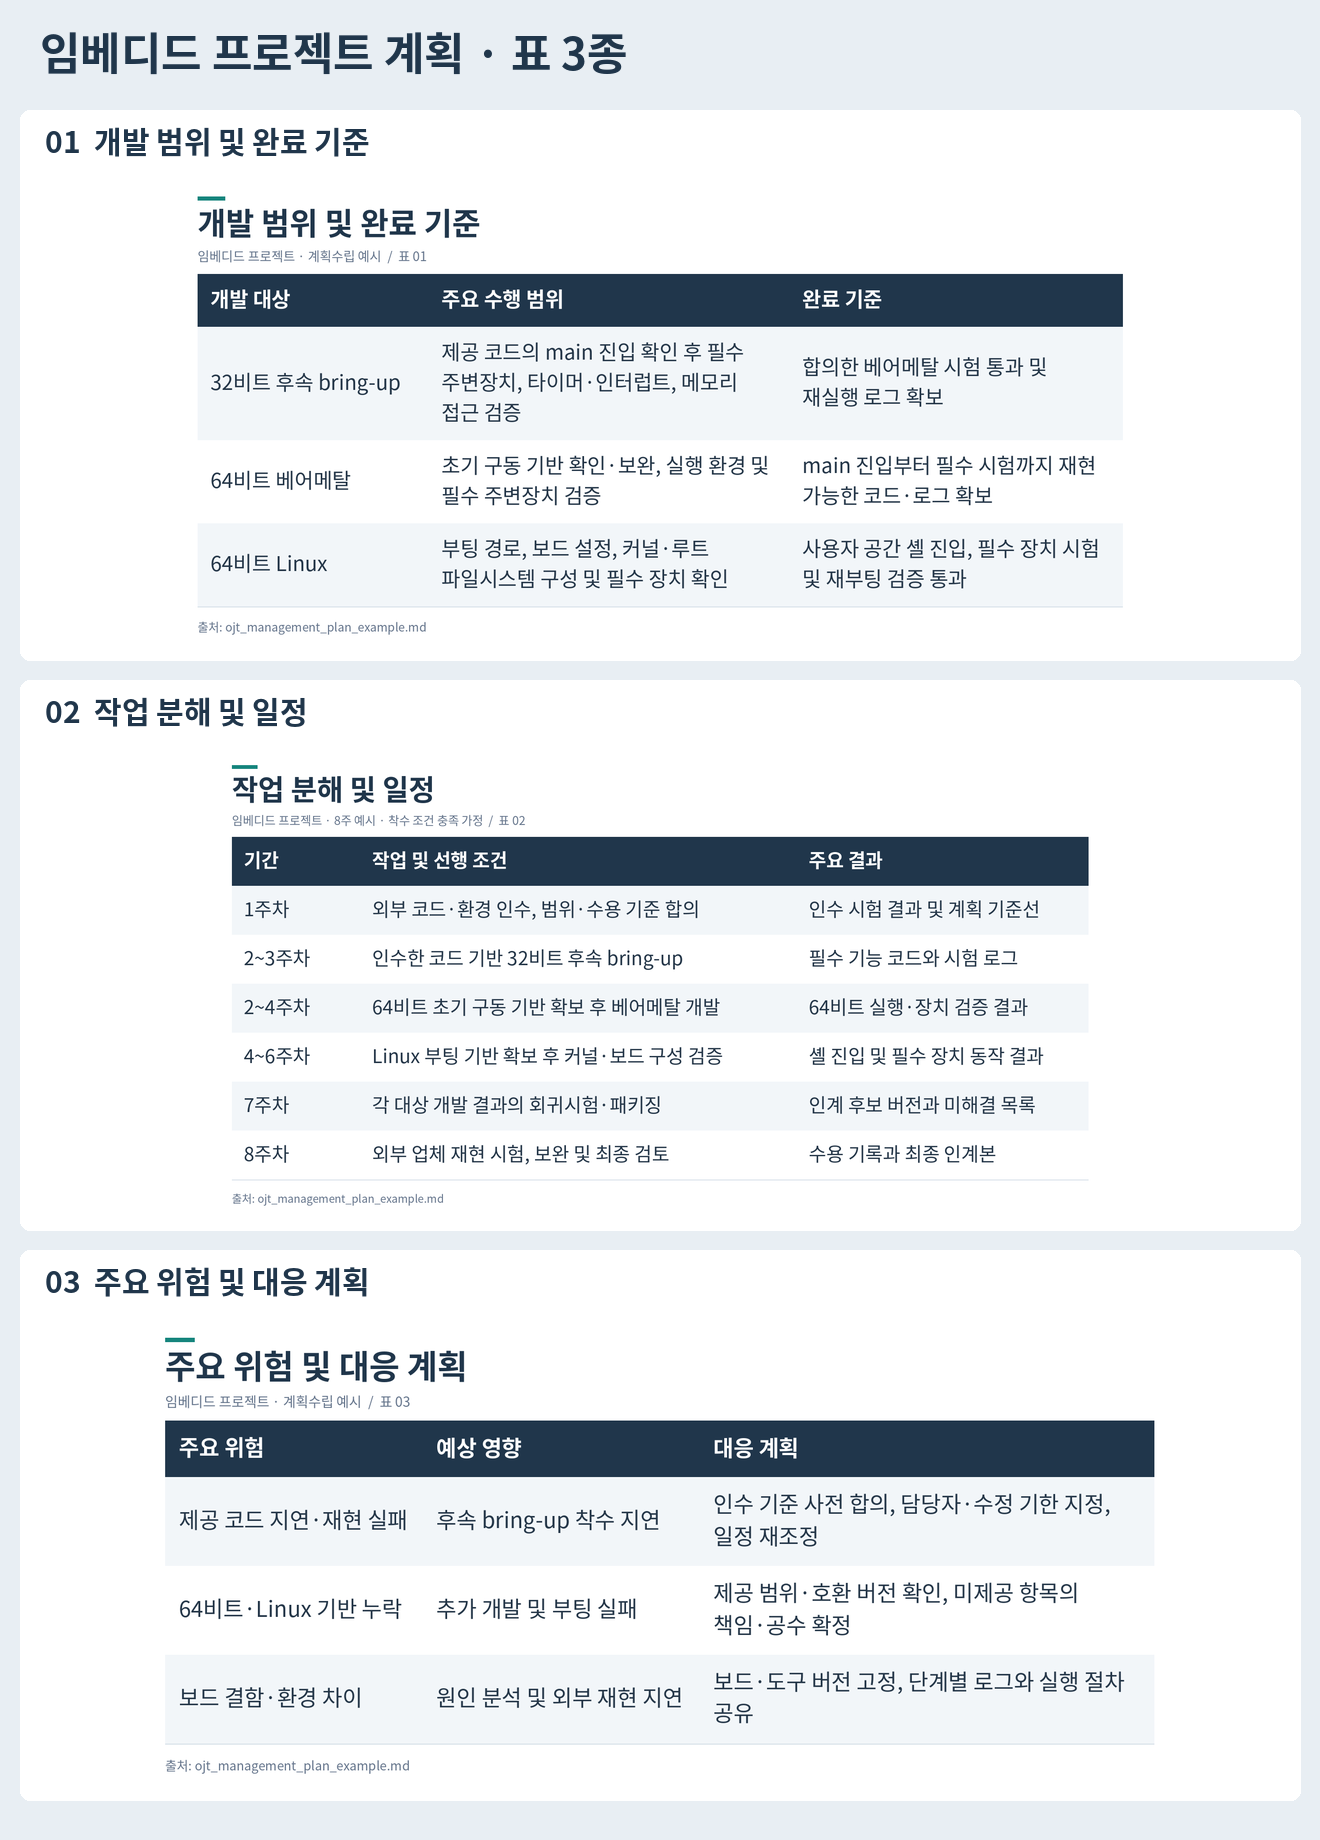 임베디드 프로젝트 계획 · 표 3종
01 개발 범위 및 완료 기준
개발 범위 및 완료 기준
임베디드 프로젝트 · 계획수립 예시 / 표 01
개발 대상 주요 수행 범위 완료 기준
32비트 후속 bring-up
제공 코드의 main 진입 확인 후 필수
주변장치, 타이머·인터럽트, 메모리
접근 검증
합의한 베어메탈 시험 통과 및
재실행 로그 확보
64비트 베어메탈
초기 구동 기반 확인·보완, 실행 환경 및
필수 주변장치 검증
main 진입부터 필수 시험까지 재현
가능한 코드·로그 확보
64비트 Linux
부팅 경로, 보드 설정, 커널·루트
파일시스템 구성 및 필수 장치 확인
사용자 공간 셸 진입, 필수 장치 시험
및 재부팅 검증 통과
출처: ojt_management_plan_example.md
02 작업 분해 및 일정
작업 분해 및 일정
임베디드 프로젝트 · 8주 예시 · 착수 조건 충족 가정 / 표 02
기간 작업 및 선행 조건 주요 결과
1주차 외부 코드·환경 인수, 범위·수용 기준 합의 인수 시험 결과 및 계획 기준선
2~3주차 인수한 코드 기반 32비트 후속 bring-up 필수 기능 코드와 시험 로그
2~4주차 64비트 초기 구동 기반 확보 후 베어메탈 개발 64비트 실행·장치 검증 결과
4~6주차 Linux 부팅 기반 확보 후 커널·보드 구성 검증 셸 진입 및 필수 장치 동작 결과
7주차 각 대상 개발 결과의 회귀시험·패키징 인계 후보 버전과 미해결 목록
8주차 외부 업체 재현 시험, 보완 및 최종 검토 수용 기록과 최종 인계본
출처: ojt_management_plan_example.md
03 주요 위험 및 대응 계획
주요 위험 및 대응 계획
임베디드 프로젝트 · 계획수립 예시 / 표 03
주요 위험 예상 영향 대응 계획
제공 코드 지연·재현 실패 후속 bring-up 착수 지연
인수 기준 사전 합의, 담당자·수정 기한 지정,
일정 재조정
64비트·Linux 기반 누락 추가 개발 및 부팅 실패
제공 범위·호환 버전 확인, 미제공 항목의
책임·공수 확정
보드 결함·환경 차이 원인 분석 및 외부 재현 지연
보드·도구 버전 고정, 단계별 로그와 실행 절차
공유
출처: ojt_management_plan_example.md